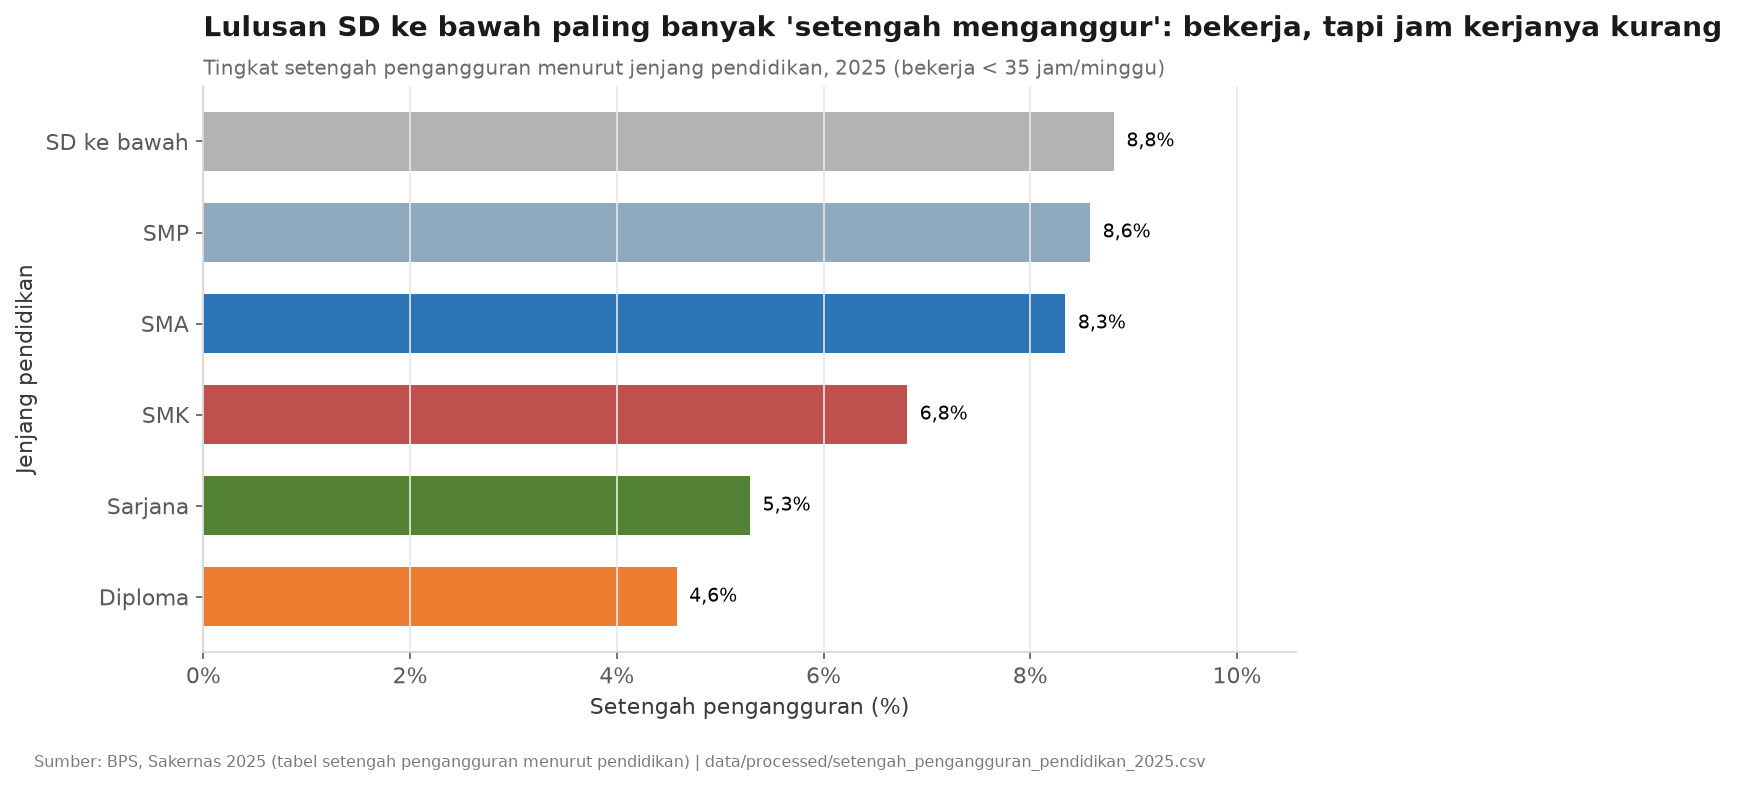 Lulusan SD ke bawah paling banyak 'setengah menganggur': bekerja, tapi jam kerjanya kurang
Tingkat setengah pengangguran menurut jenjang pendidikan, 2025 (bekerja < 35 jam/minggu)
Jenjang pendidikan
SD ke bawah 8,8%
SMP 8,6%
SMA 8,3%
SMK 6,8%
Sarjana 5,3%
Diploma 4,6%
0% 2% 4% 6% 8% 10%
Setengah pengangguran (%)
Sumber: BPS, Sakernas 2025 (tabel setengah pengangguran menurut pendidikan) | data/processed/setengah_pengangguran_pendidikan_2025.csv